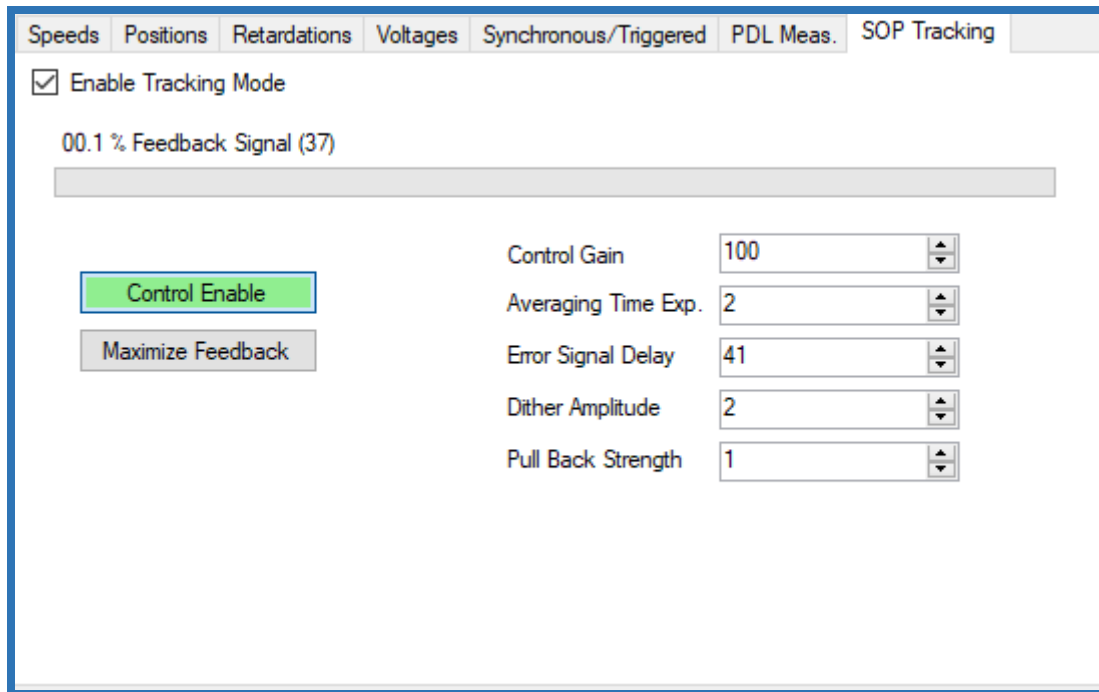 Speeds Positions Retardations Voltages Synchronous/Triggered PDL Meas. SOP Tracking
Enable Tracking Mode
00.1 % Feedback Signal (37)
Control Gain 100
Control Enable
Averaging Time Exp. 2
Maximize Feedback
Error Signal Delay 41
Dither Amplitude 2
Pull Back Strength 1